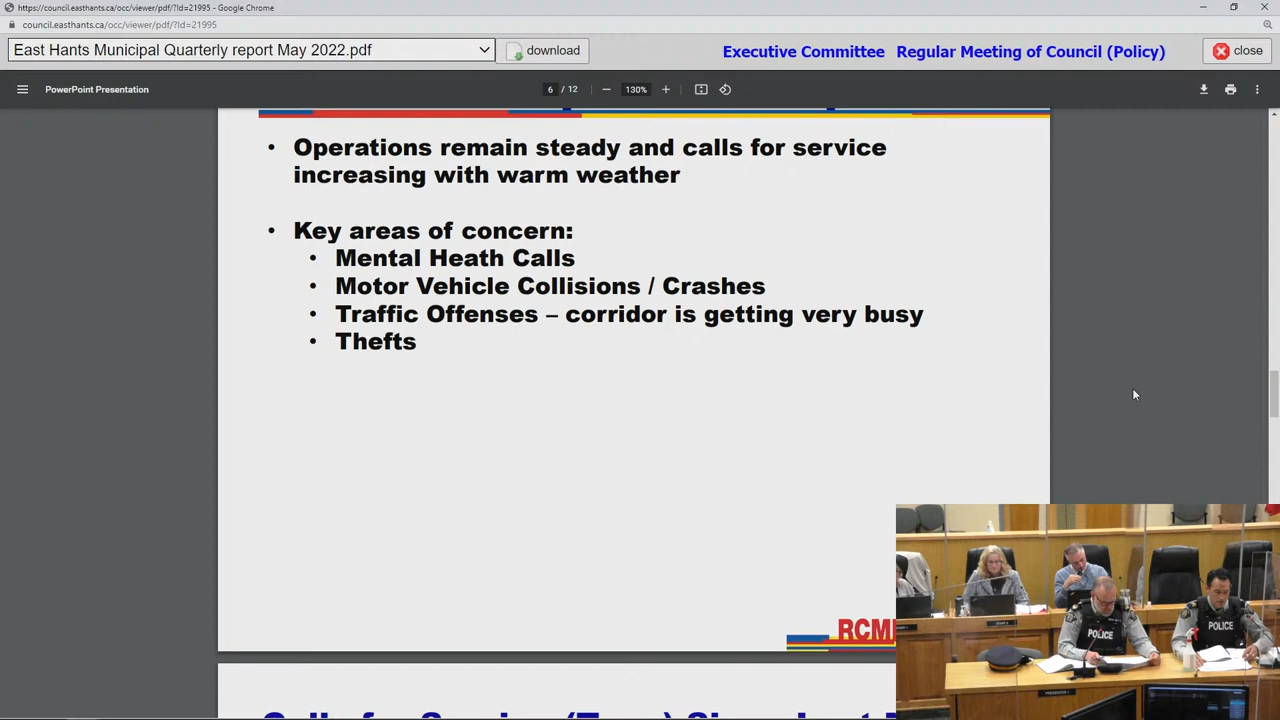 https://council.easthants.ca/occ/viewer/pdf/?Id=21995 - Google Chrome
council.easthants.ca/occ/viewer/pdf/?Id=21995
East Hants Municipal Quarterly report May 2022.pdf
download
Executive Committee Regular Meeting of Council (Policy)
close
PowerPoint Presentation
6 / 12
130%
• Operations remain steady and calls for service
increasing with warm weather
• Key areas of concern:
• Mental Heath Calls
• Motor Vehicle Collisions / Crashes
• Traffic Offenses – corridor is getting very busy
• Thefts
RCM
POLICE
POLICE